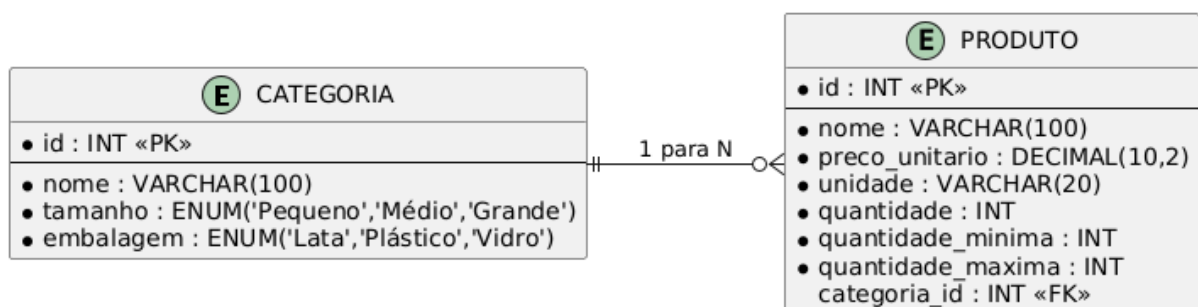 E CATEGORIA
id : INT «PK»
nome : VARCHAR(100)
tamanho : ENUM('Pequeno','Médio','Grande')
embalagem : ENUM('Lata','Plástico','Vidro')
1 para N
E PRODUTO
id : INT «PK»
nome : VARCHAR(100)
preco_unitario : DECIMAL(10,2)
unidade : VARCHAR(20)
quantidade : INT
quantidade_minima : INT
quantidade_maxima : INT
categoria_id : INT «FK»